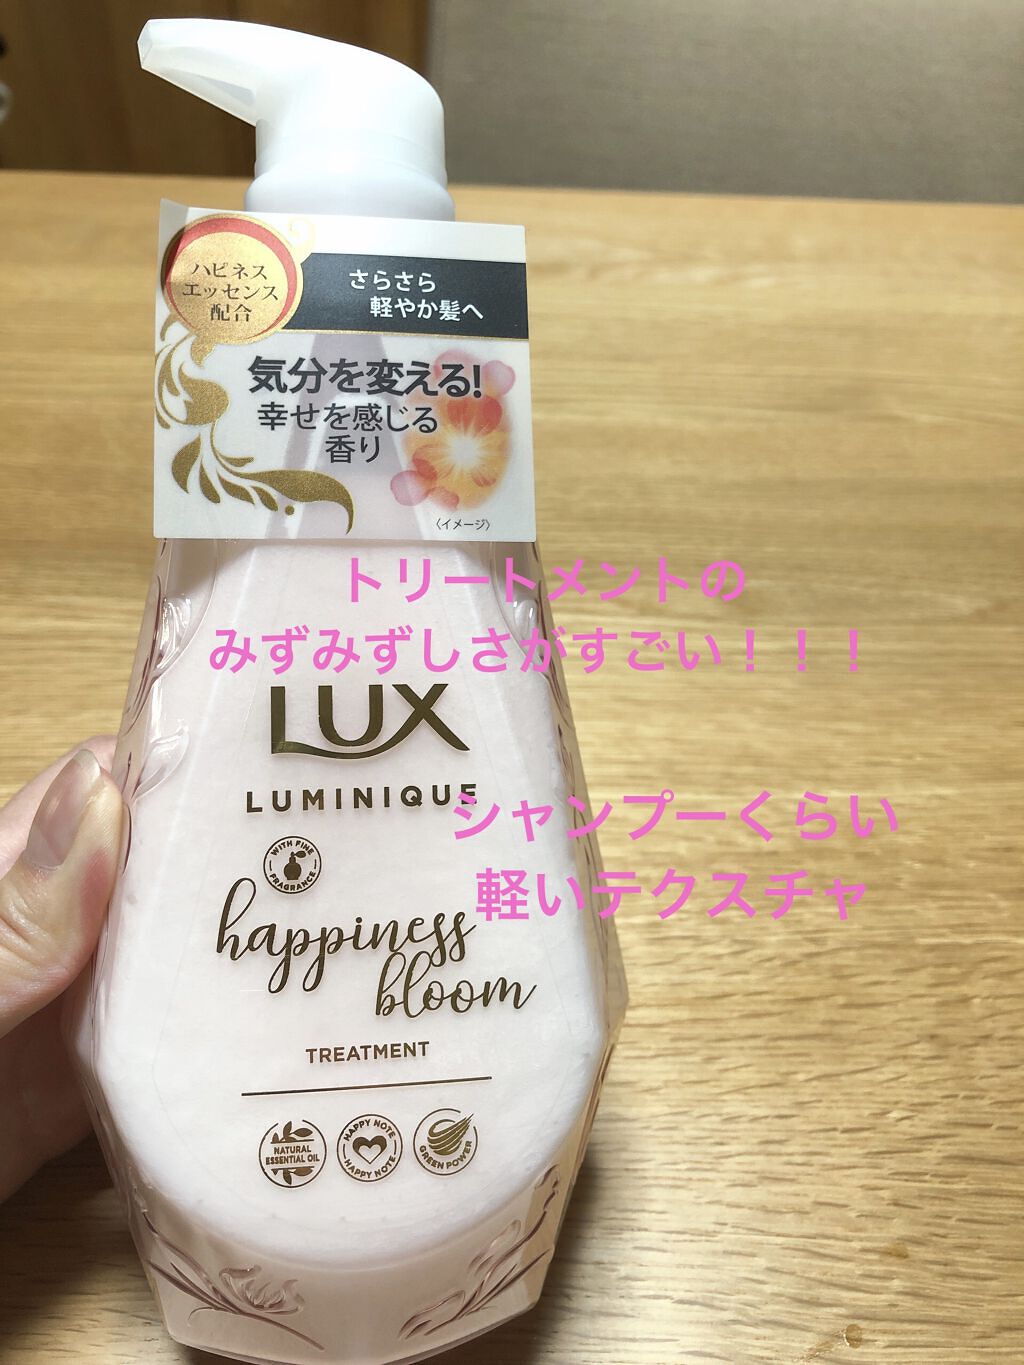 ハピネス
エッセンス
配合
さらさら
軽やか髪へ
気分を変える!
幸せを感じる
香り
〈イメージ〉
トリートメントの
みずみずしさがすごい！！！
LUX
LUMINIQUE
シャンプーくらい
軽いテクスチャ
WITH FINE
FRAGRANCE
happiness
bloom
TREATMENT
NATURAL
ESSENTIAL OIL
HAPPY NOTE
HAPPY NOTE
GREEN POWER